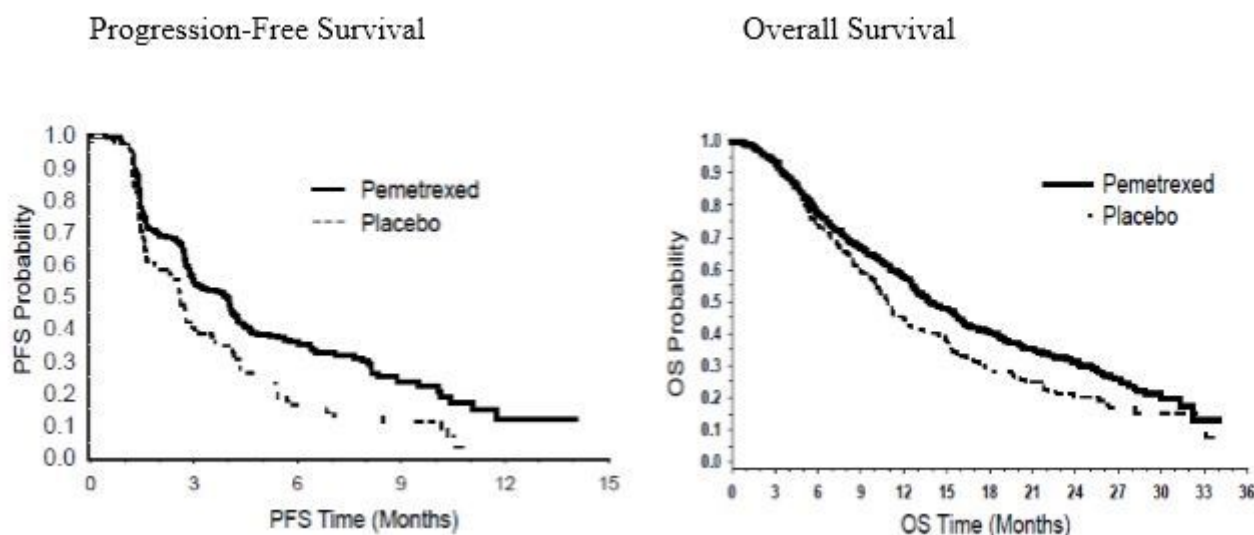 Progression-Free Survival
PFS Probability
1.0
0.9
0.8
0.7
0.6
0.5
0.4
0.3
0.2
0.1
0.0
Pemetrexed
Placebo
0 3 6 9 12 15
PFS Time (Months)
Overall Survival
OS Probability
1.0
0.9
0.8
0.7
0.6
0.5
0.4
0.3
0.2
0.1
0.0
Pemetrexed
Placebo
0 3 6 9 12 15 18 21 24 27 30 33 36
OS Time (Months)